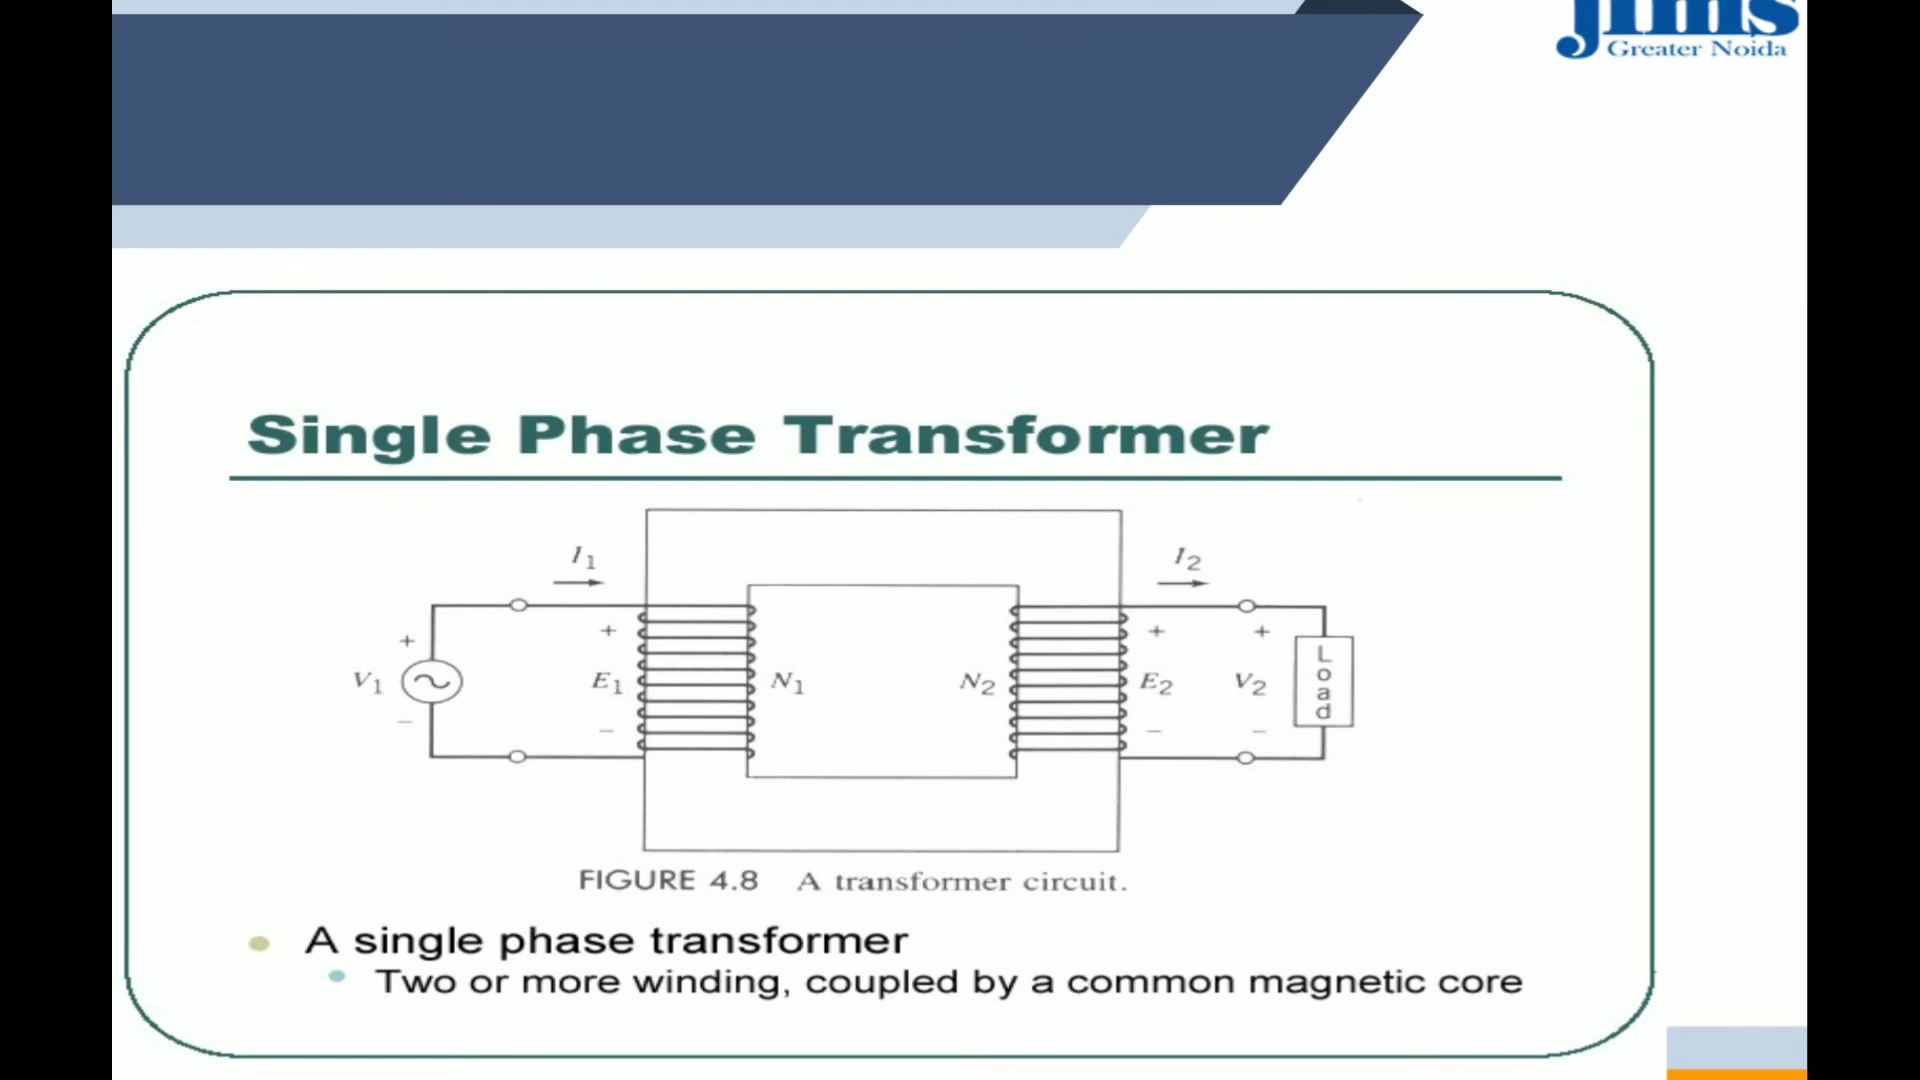 jims
Greater Noida
Single Phase Transformer
I1
I2
+
+
+
+
V1
E1
N1
N2
E2
V2
Load
−
−
−
−
FIGURE 4.8 A transformer circuit.
A single phase transformer
Two or more winding, coupled by a common magnetic core